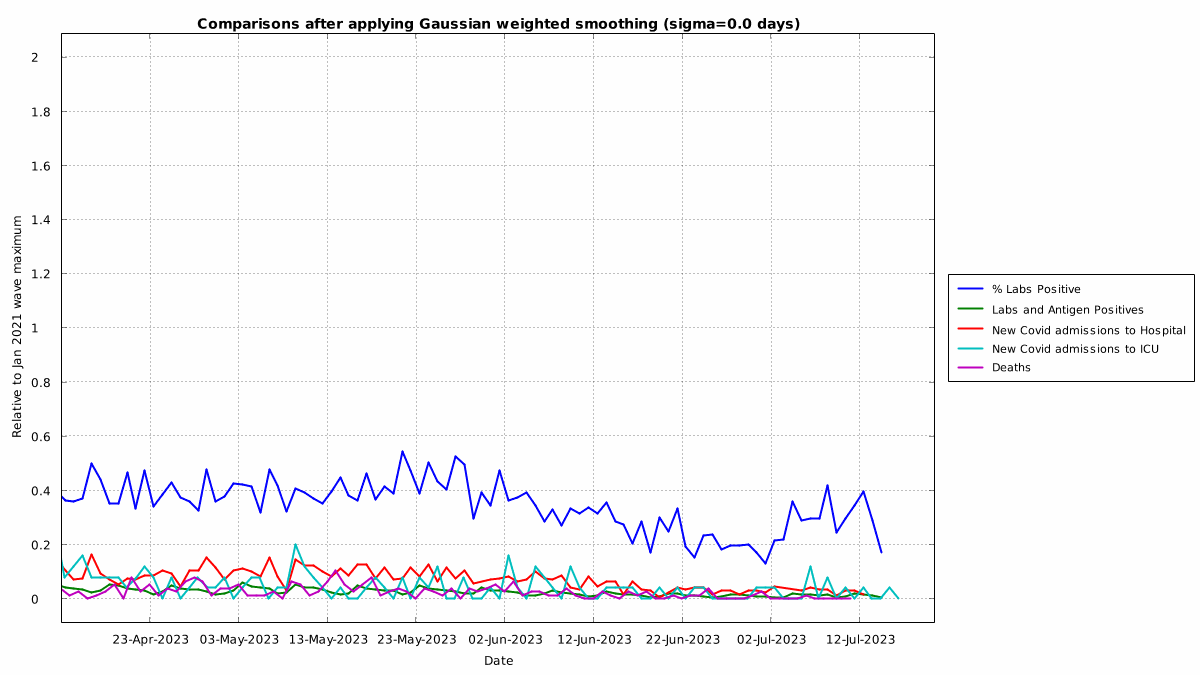 Comparisons after applying Gaussian weighted smoothing (sigma=0.0 days)
Relative to Jan 2021 wave maximum
2
1.8
1.6
1.4
1.2
1
0.8
0.6
0.4
0.2
0
23-Apr-2023 03-May-2023 13-May-2023 23-May-2023 02-Jun-2023 12-Jun-2023 22-Jun-2023 02-Jul-2023 12-Jul-2023
Date
% Labs Positive
Labs and Antigen Positives
New Covid admissions to Hospital
New Covid admissions to ICU
Deaths